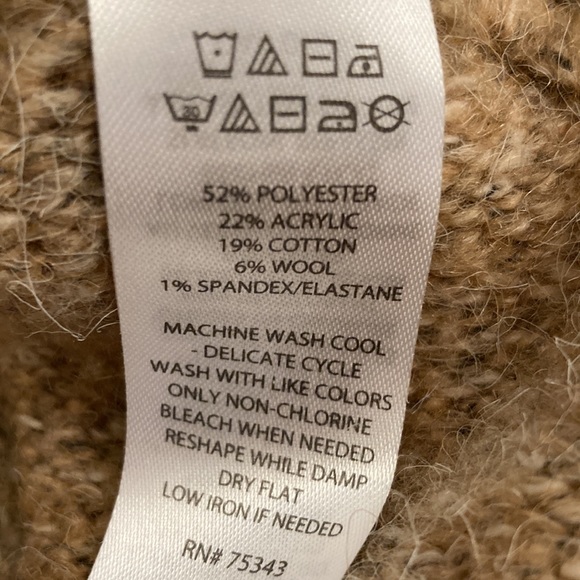 30
52% POLYESTER
22% ACRYLIC
19% COTTON
6% WOOL
1% SPANDEX/ELASTANE
MACHINE WASH COOL
- DELICATE CYCLE
WASH WITH LIKE COLORS
ONLY NON-CHLORINE
BLEACH WHEN NEEDED
RESHAPE WHILE DAMP
DRY FLAT
LOW IRON IF NEEDED
RN# 75343